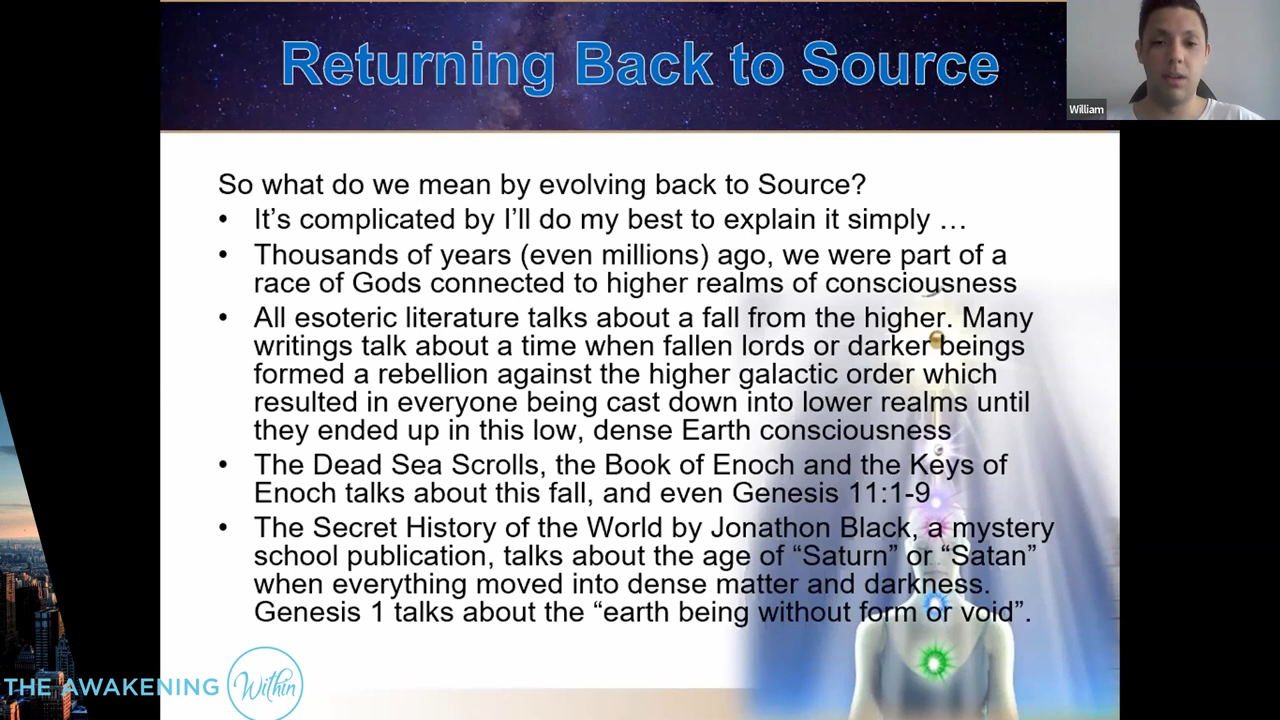 Returning Back to Source
William
So what do we mean by evolving back to Source?
• It's complicated by I'll do my best to explain it simply …
• Thousands of years (even millions) ago, we were part of a
race of Gods connected to higher realms of consciousness
• All esoteric literature talks about a fall from the higher. Many
writings talk about a time when fallen lords or darker beings
formed a rebellion against the higher galactic order which
resulted in everyone being cast down into lower realms until
they ended up in this low, dense Earth consciousness
• The Dead Sea Scrolls, the Book of Enoch and the Keys of
Enoch talks about this fall, and even Genesis 11:1-9
• The Secret History of the World by Jonathon Black, a mystery
school publication, talks about the age of “Saturn” or “Satan”
when everything moved into dense matter and darkness.
Genesis 1 talks about the “earth being without form or void”.
THE AWAKENING Within